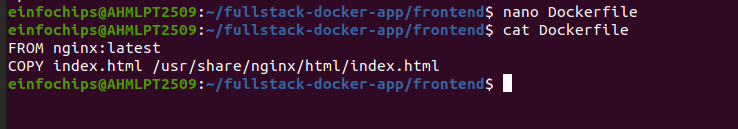 einfochips@AHMLPT2509:~/fullstack-docker-app/frontend$ nano Dockerfile
einfochips@AHMLPT2509:~/fullstack-docker-app/frontend$ cat Dockerfile
FROM nginx:latest
COPY index.html /usr/share/nginx/html/index.html
einfochips@AHMLPT2509:~/fullstack-docker-app/frontend$